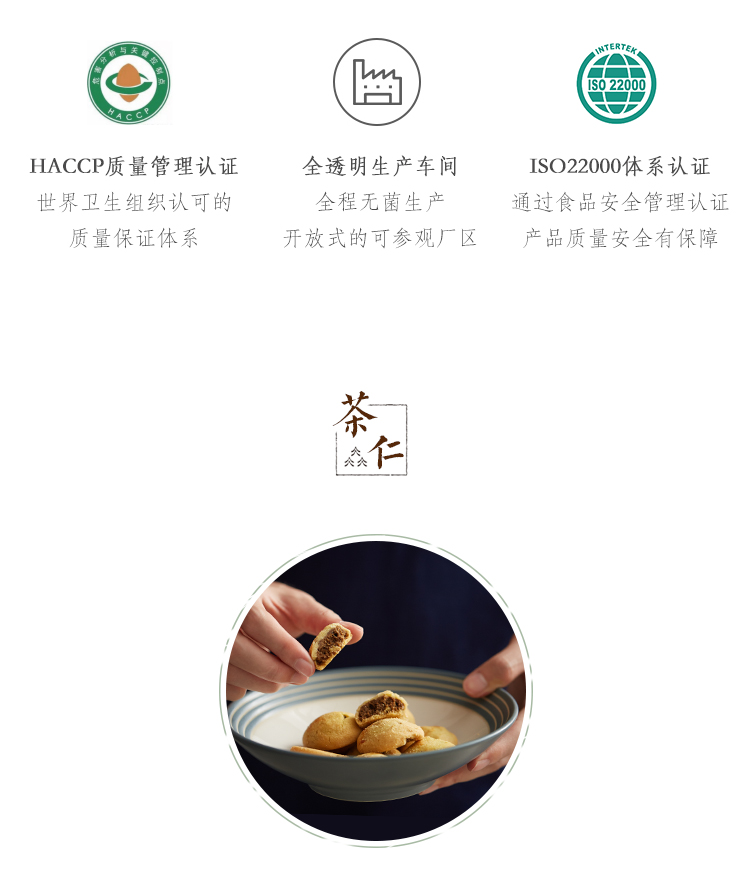 危害分析与关键控制点
HACCP
INTERTEK
ISO 22000
HACCP质量管理认证
世界卫生组织认可的
质量保证体系
全透明生产车间
全程无菌生产
开放式的可参观厂区
ISO22000体系认证
通过食品安全管理认证
产品质量安全有保障
茶
仁